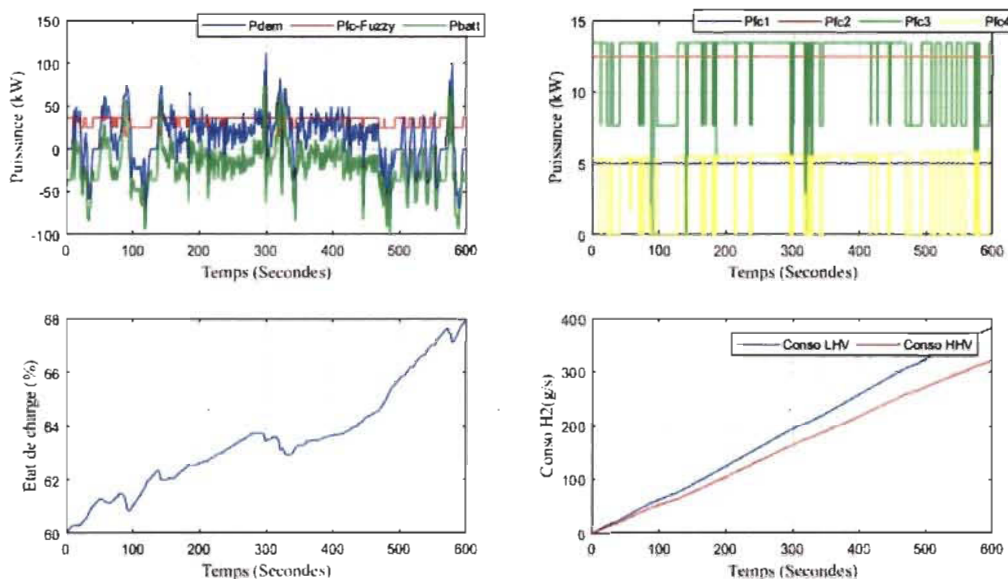 Pdem Pfc-Fuzzy Pbatt
Puissance (kW)
150
100
50
0
-50
-100
0 100 200 300 400 500 600
Temps (Secondes)
Pfc1 Pfc2 Pfc3 Pfc4
Puissance (kW)
15
10
5
0
0 100 200 300 400 500 600
Temps (Secondes)
Etat de charge (%)
68
66
64
62
60
0 100 200 300 400 500 600
Temps (Secondes)
Conso LHV Conso HHV
Conso H2(g/s)
400
300
200
100
0
0 100 200 300 400 500 600
Temps (Secondes)